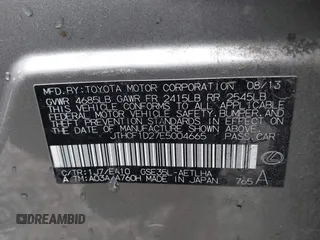 MFD.BY:TOYOTA MOTOR CORPORATION 08/13
GVWR 4685LB GAWR FR 2415LB RR 2545LB
THIS VEHICLE CONFORMS TO ALL APPLICABLE
FEDERAL MOTOR VEHICLE SAFETY, BUMPER, AND
THEFT PREVENTION STANDARDS IN EFFECT ON
THE DATE OF MANUFACTURE SHOWN ABOVE.
JTHCF1D27E5004665 PASS.CAR
C/TR:1J7/EA10 GSE35L-AETLHA
A/TM:A03A/A760H MADE IN JAPAN 765 A
DREAMBID